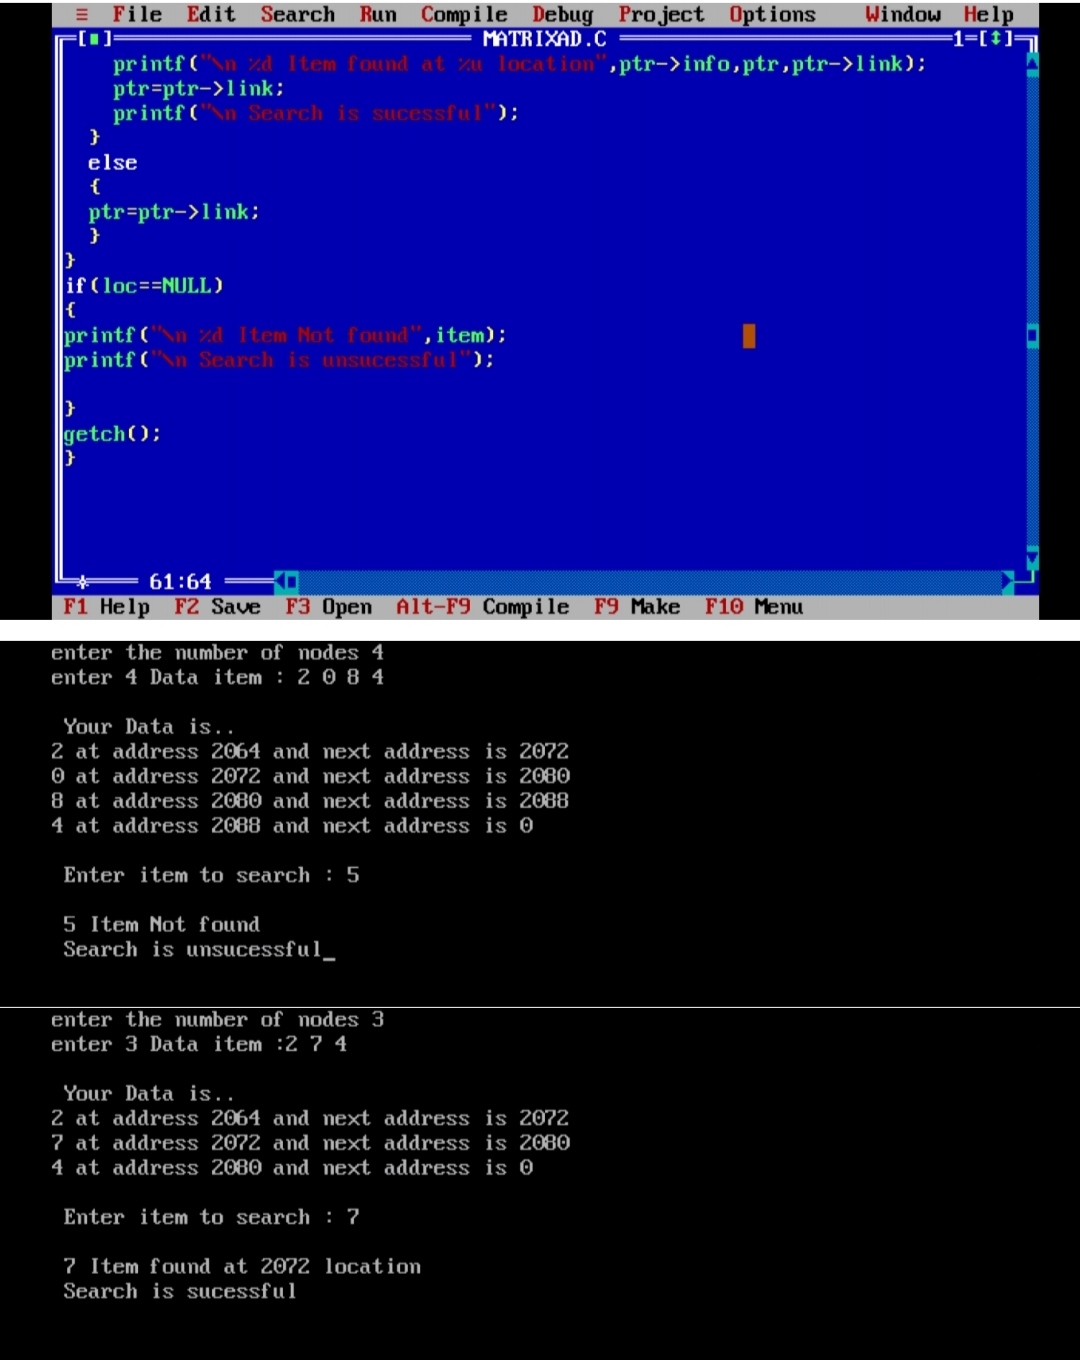 ≡ File Edit Search Run Compile Debug Project Options Window Help
[■] MATRIXAD.C 1=[↕]
printf("\n %d Item found at %u location",ptr->info,ptr,ptr->link);
ptr=ptr->link;
printf("\n Search is sucessful");
}
else
{
ptr=ptr->link;
}
}
if(loc==NULL)
{
printf("\n %d Item Not found",item);
printf("\n Search is unsucessful");
}
getch();
}
61:64
F1 Help F2 Save F3 Open Alt-F9 Compile F9 Make F10 Menu
enter the number of nodes 4
enter 4 Data item : 2 0 8 4
Your Data is..
2 at address 2064 and next address is 2072
0 at address 2072 and next address is 2080
8 at address 2080 and next address is 2088
4 at address 2088 and next address is 0
Enter item to search : 5
5 Item Not found
Search is unsucessful_
enter the number of nodes 3
enter 3 Data item :2 7 4
Your Data is..
2 at address 2064 and next address is 2072
7 at address 2072 and next address is 2080
4 at address 2080 and next address is 0
Enter item to search : 7
7 Item found at 2072 location
Search is sucessful